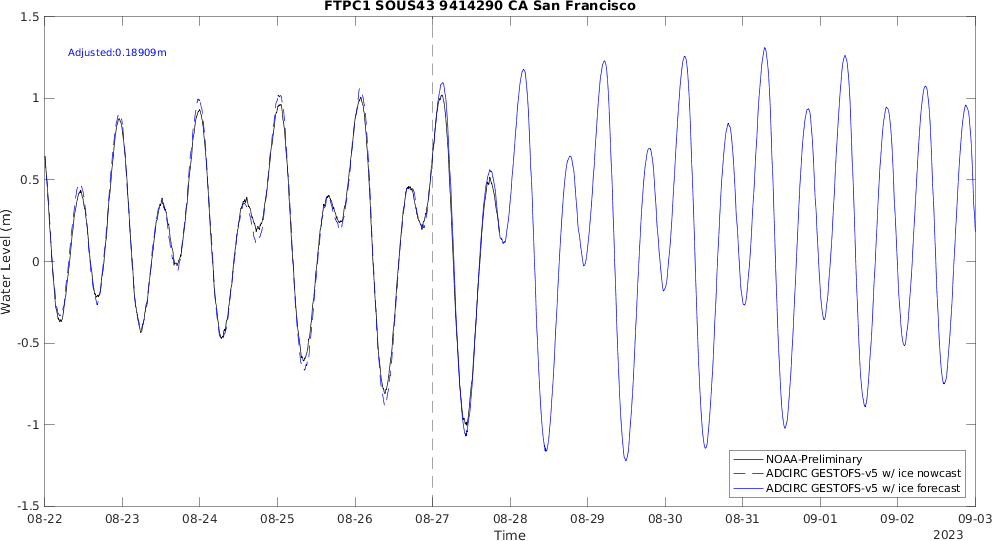 FTPC1 SOUS43 9414290 CA San Francisco
1.5
Adjusted:0.18909m
1
0.5
0
-0.5
-1
-1.5
Water Level (m)
NOAA-Preliminary
ADCIRC GESTOFS-v5 w/ ice nowcast
ADCIRC GESTOFS-v5 w/ ice forecast
08-22 08-23 08-24 08-25 08-26 08-27 08-28 08-29 08-30 08-31 09-01 09-02 09-03
Time
2023